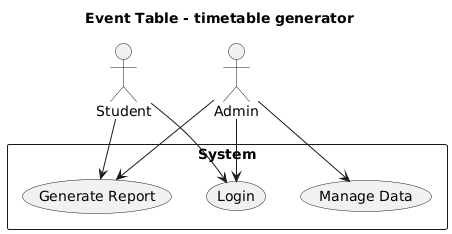 Event Table - timetable generator
Student
Admin
System
Generate Report
Login
Manage Data